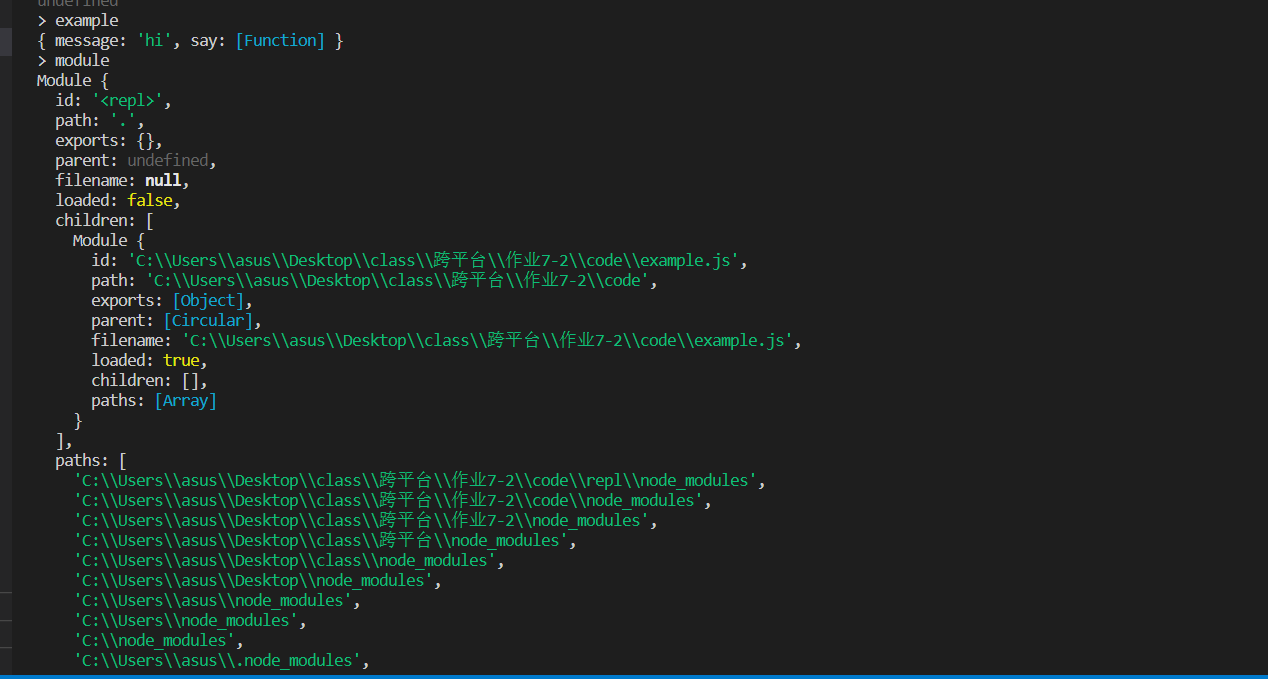 undefined
> example
{ message: 'hi', say: [Function] }
> module
Module {
  id: '<repl>',
  path: '.',
  exports: {},
  parent: undefined,
  filename: null,
  loaded: false,
  children: [
    Module {
      id: 'C:\\Users\\asus\\Desktop\\class\\跨平台\\作业7-2\\code\\example.js',
      path: 'C:\\Users\\asus\\Desktop\\class\\跨平台\\作业7-2\\code',
      exports: [Object],
      parent: [Circular],
      filename: 'C:\\Users\\asus\\Desktop\\class\\跨平台\\作业7-2\\code\\example.js',
      loaded: true,
      children: [],
      paths: [Array]
    }
  ],
  paths: [
    'C:\\Users\\asus\\Desktop\\class\\跨平台\\作业7-2\\code\\repl\\node_modules',
    'C:\\Users\\asus\\Desktop\\class\\跨平台\\作业7-2\\code\\node_modules',
    'C:\\Users\\asus\\Desktop\\class\\跨平台\\作业7-2\\node_modules',
    'C:\\Users\\asus\\Desktop\\class\\跨平台\\node_modules',
    'C:\\Users\\asus\\Desktop\\class\\node_modules',
    'C:\\Users\\asus\\Desktop\\node_modules',
    'C:\\Users\\asus\\node_modules',
    'C:\\Users\\node_modules',
    'C:\\node_modules',
    'C:\\Users\\asus\\.node_modules',